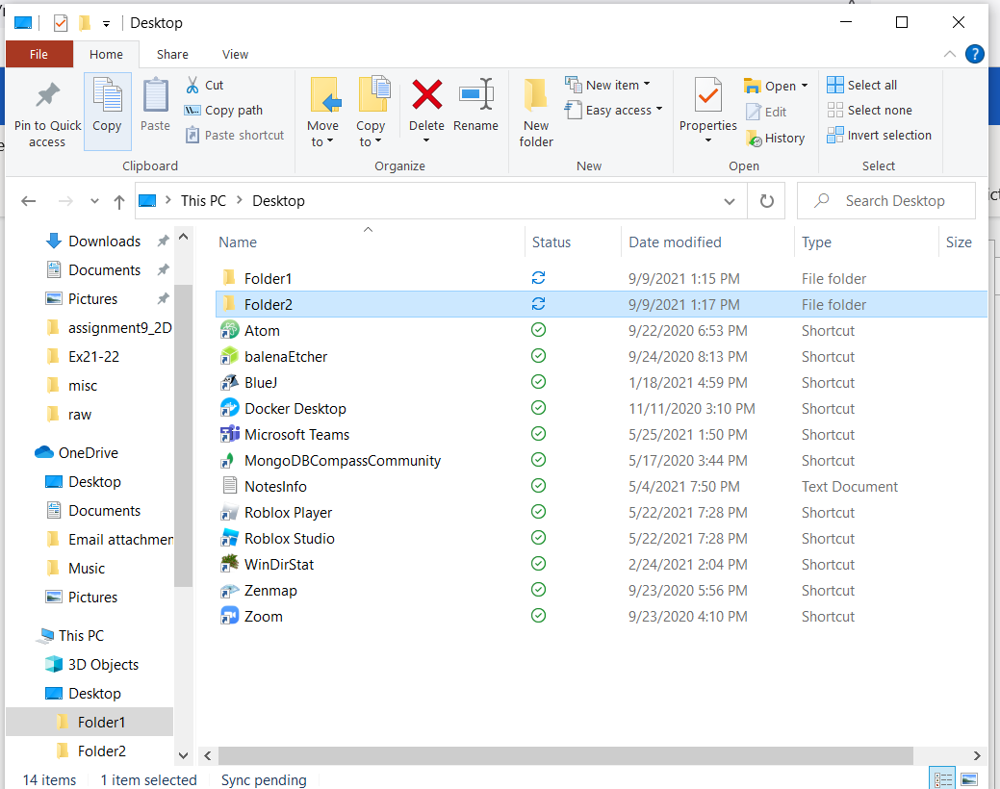 Desktop
File Home Share View
Pin to Quick access
Copy
Paste
Cut
Copy path
Paste shortcut
Clipboard
Move to
Copy to
Delete
Rename
Organize
New folder
New item
Easy access
New
Properties
Open
Edit
History
Open
Select all
Select none
Invert selection
Select
This PC > Desktop
Search Desktop
Downloads
Documents
Pictures
assignment9_2D
Ex21-22
misc
raw
OneDrive
Desktop
Documents
Email attachmen
Music
Pictures
This PC
3D Objects
Desktop
Folder1
Folder2
Name Status Date modified Type Size
Folder1 9/9/2021 1:15 PM File folder
Folder2 9/9/2021 1:17 PM File folder
Atom 9/22/2020 6:53 PM Shortcut
balenaEtcher 9/24/2020 8:13 PM Shortcut
BlueJ 1/18/2021 4:59 PM Shortcut
Docker Desktop 11/11/2020 3:10 PM Shortcut
Microsoft Teams 5/25/2021 1:50 PM Shortcut
MongoDBCompassCommunity 5/17/2020 3:44 PM Shortcut
NotesInfo 5/4/2021 7:50 PM Text Document
Roblox Player 5/22/2021 7:28 PM Shortcut
Roblox Studio 5/22/2021 7:28 PM Shortcut
WinDirStat 2/24/2021 2:04 PM Shortcut
Zenmap 9/23/2020 5:56 PM Shortcut
Zoom 9/23/2020 4:10 PM Shortcut
14 items 1 item selected Sync pending